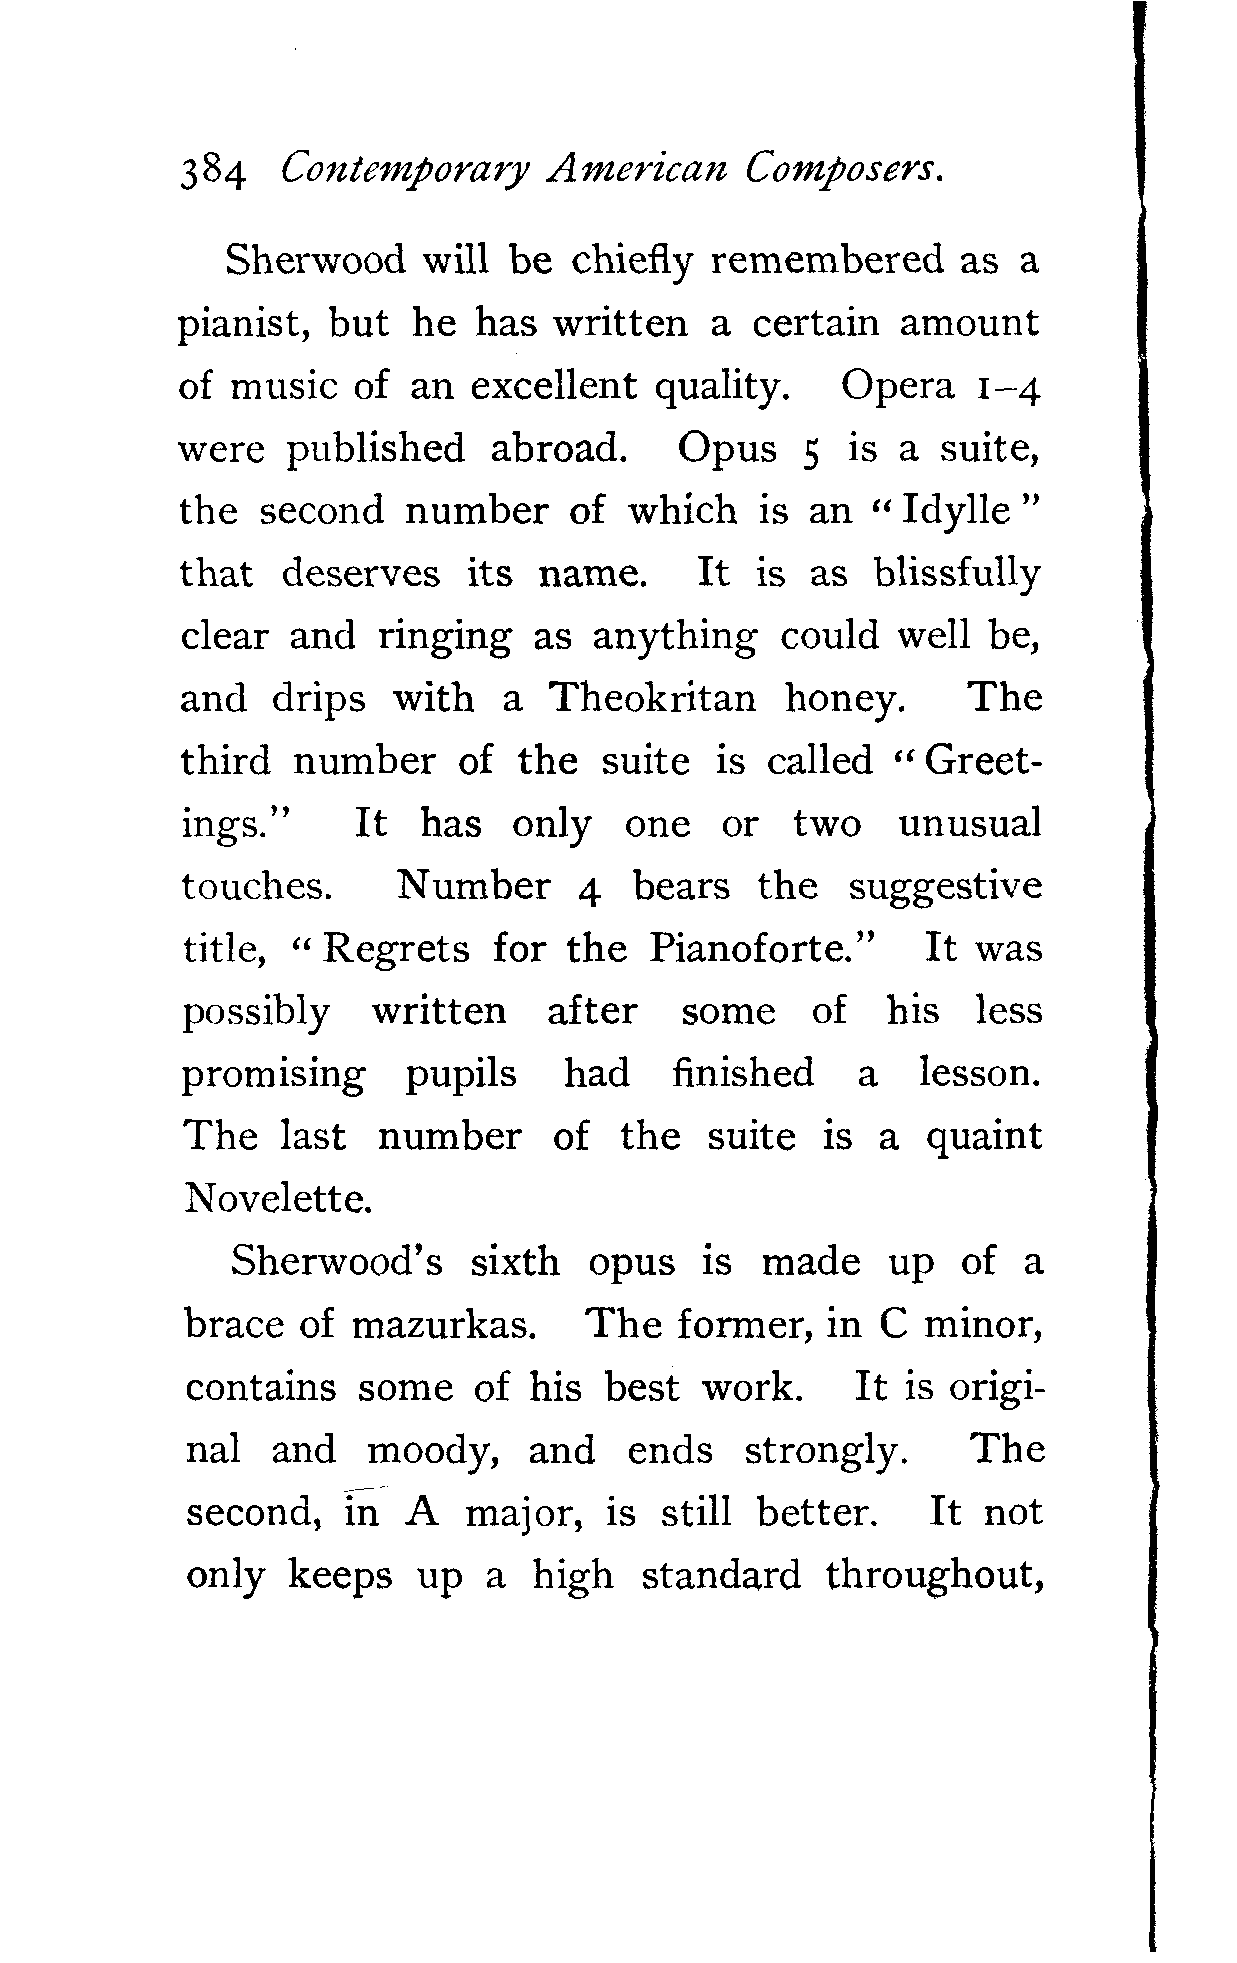 384 Contemporary American Composers.
Sherwood will be chiefly remembered as a
pianist, but he has written a certain amount
of music of an excellent quality. Opera 1–4
were published abroad. Opus 5 is a suite,
the second number of which is an “Idylle”
that deserves its name. It is as blissfully
clear and ringing as anything could well be,
and drips with a Theokritan honey. The
third number of the suite is called “Greet-
ings.” It has only one or two unusual
touches. Number 4 bears the suggestive
title, “Regrets for the Pianoforte.” It was
possibly written after some of his less
promising pupils had finished a lesson.
The last number of the suite is a quaint
Novelette.
Sherwood’s sixth opus is made up of a
brace of mazurkas. The former, in C minor,
contains some of his best work. It is origi-
nal and moody, and ends strongly. The
second, in A major, is still better. It not
only keeps up a high standard throughout,